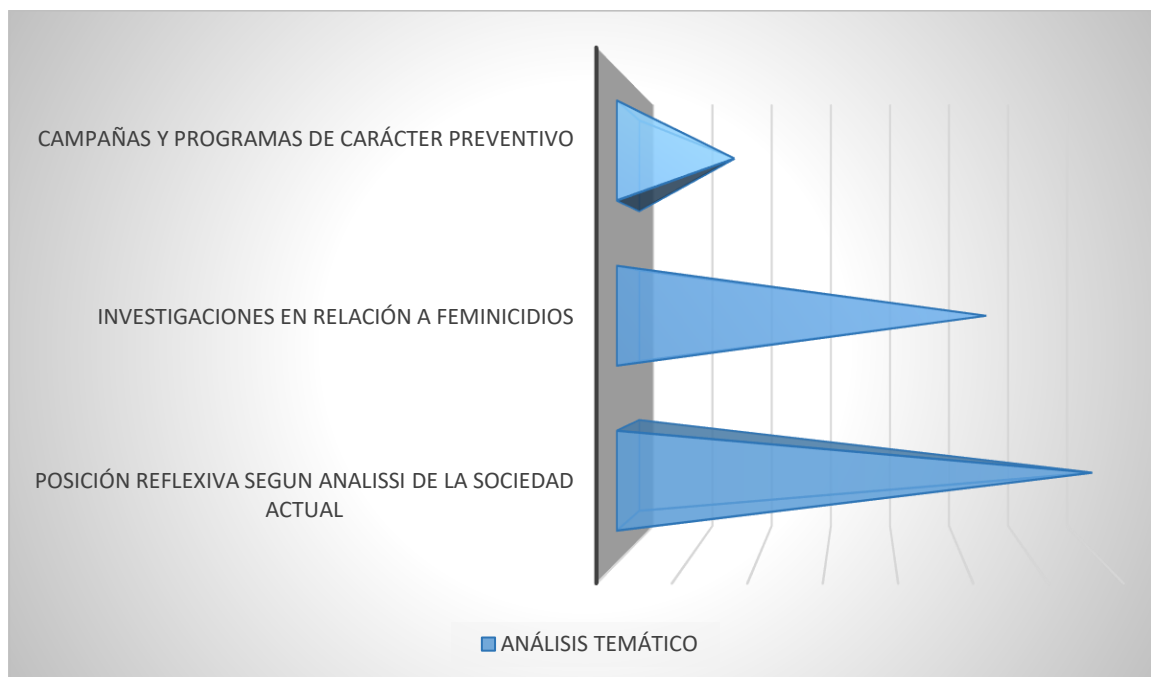 CAMPAÑAS Y PROGRAMAS DE CARÁCTER PREVENTIVO
INVESTIGACIONES EN RELACIÓN A FEMINICIDIOS
POSICIÓN REFLEXIVA SEGUN ANALISSI DE LA SOCIEDAD
ACTUAL
ANÁLISIS TEMÁTICO